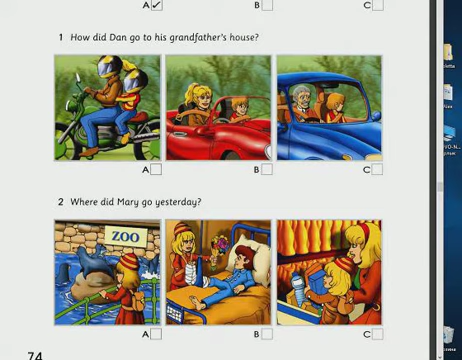 A ✓ B C
1 How did Dan go to his grandfather's house?
A B C
2 Where did Mary go yesterday?
ZOO
A B C
74